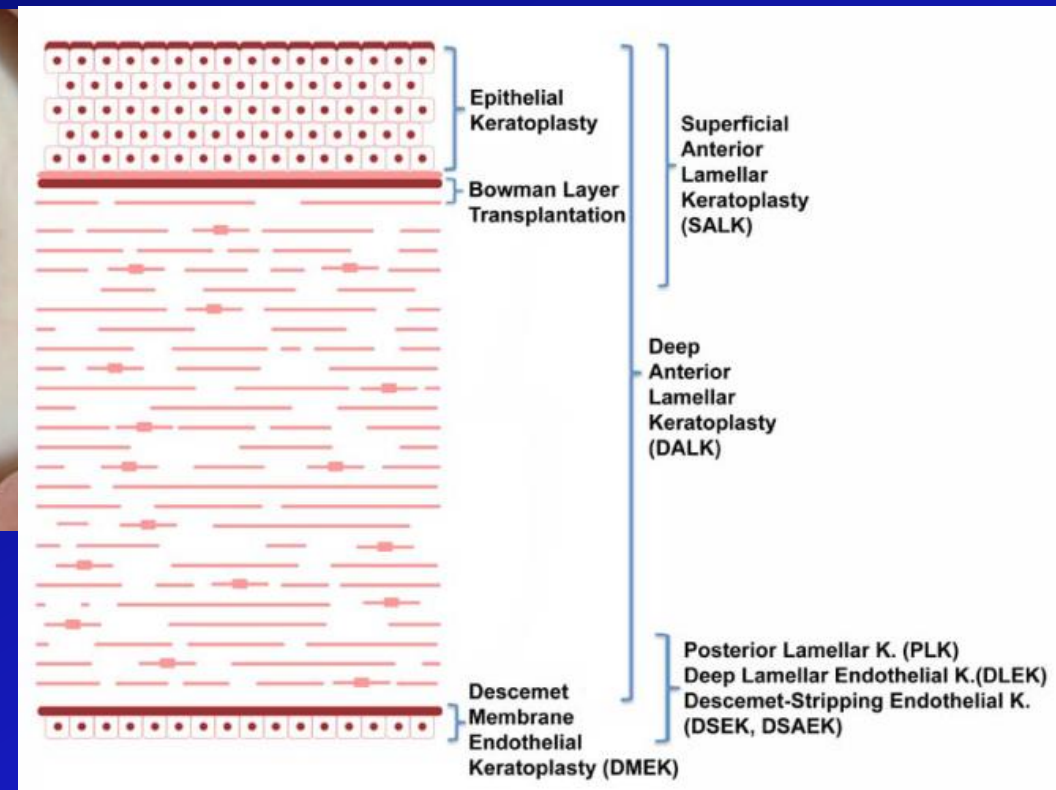 Epithelial
Keratoplasty
Bowman Layer
Transplantation
Superficial
Anterior
Lamellar
Keratoplasty
(SALK)
Deep
Anterior
Lamellar
Keratoplasty
(DALK)
Descemet
Membrane
Endothelial
Keratoplasty (DMEK)
Posterior Lamellar K. (PLK)
Deep Lamellar Endothelial K.(DLEK)
Descemet-Stripping Endothelial K.
(DSEK, DSAEK)